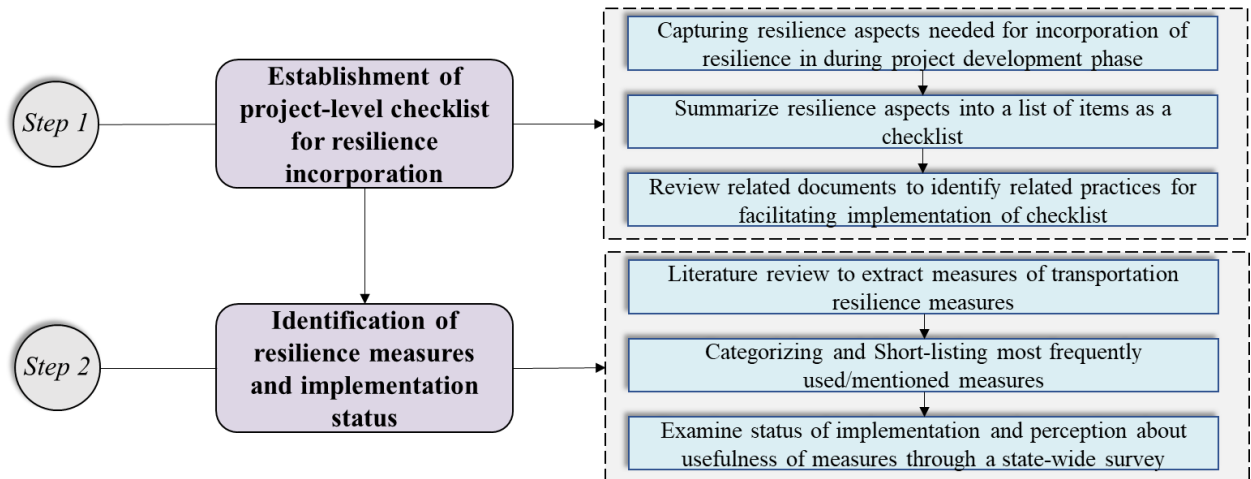 Step 1
Establishment of
project-level checklist
for resilience
incorporation
Capturing resilience aspects needed for incorporation of
resilience in during project development phase
Summarize resilience aspects into a list of items as a
checklist
Review related documents to identify related practices for
facilitating implementation of checklist
Step 2
Identification of
resilience measures
and implementation
status
Literature review to extract measures of transportation
resilience measures
Categorizing and Short-listing most frequently
used/mentioned measures
Examine status of implementation and perception about
usefulness of measures through a state-wide survey